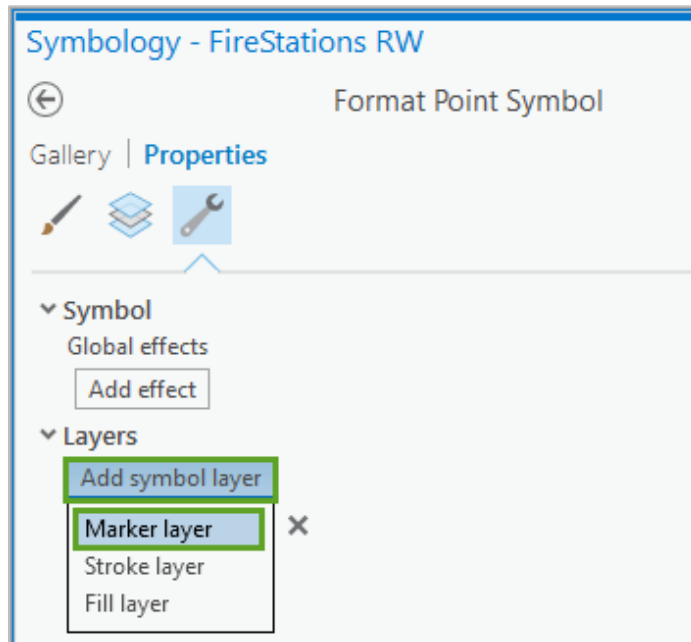 Symbology - FireStations RW
Format Point Symbol
Gallery | Properties
Symbol
Global effects
Add effect
Layers
Add symbol layer
Marker layer
Stroke layer
Fill layer